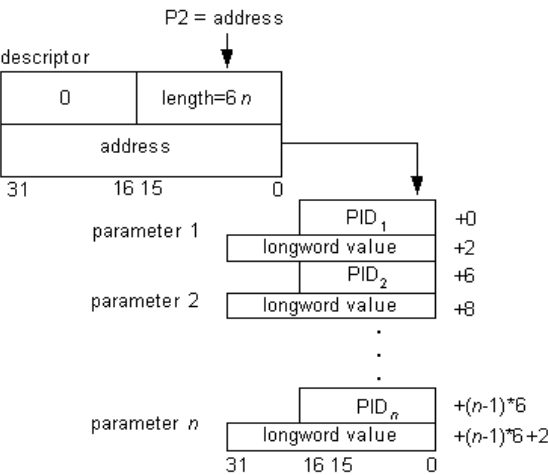 P2 = address
descriptor
0 length=6n
address
31 16 15 0
parameter 1 PID1 +0
longword value +2
PID2 +6
parameter 2 longword value +8
.
.
.
PIDn +(n-1)*6
parameter n longword value +(n-1)*6+2
31 16 15 0